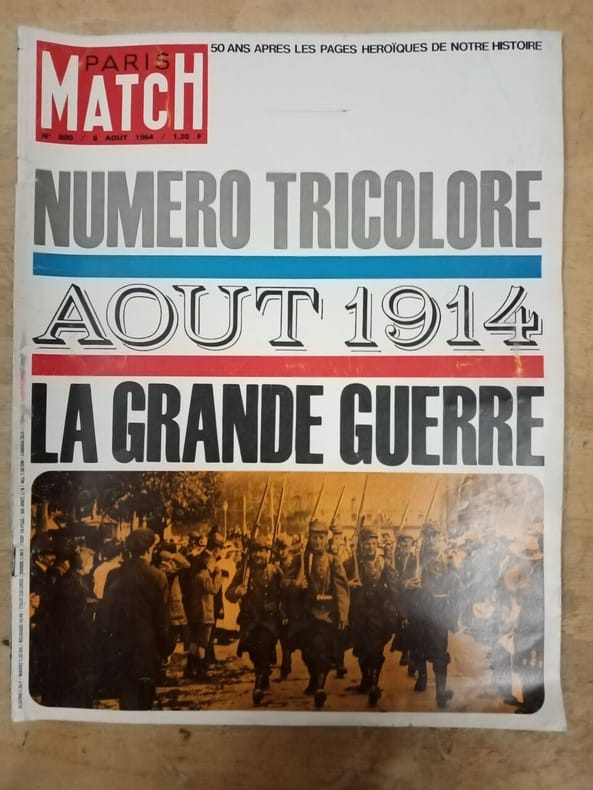 50 ANS APRES LES PAGES HEROÏQUES DE NOTRE HISTOIRE
PARIS
MATCH
N° / 8 AOUT 1964 / 1,20 F
NUMERO TRICOLORE
AOUT 1914
LA GRANDE GUERRE